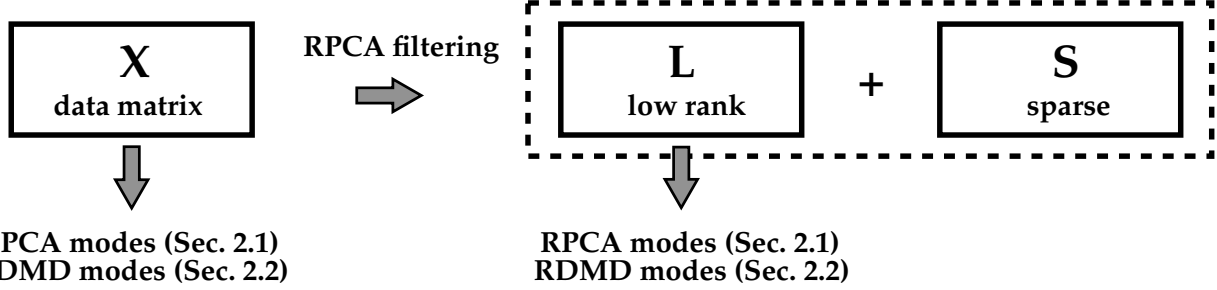 X
data matrix
RPCA filtering
L
low rank
+
S
sparse
PCA modes (Sec. 2.1)
DMD modes (Sec. 2.2)
RPCA modes (Sec. 2.1)
RDMD modes (Sec. 2.2)